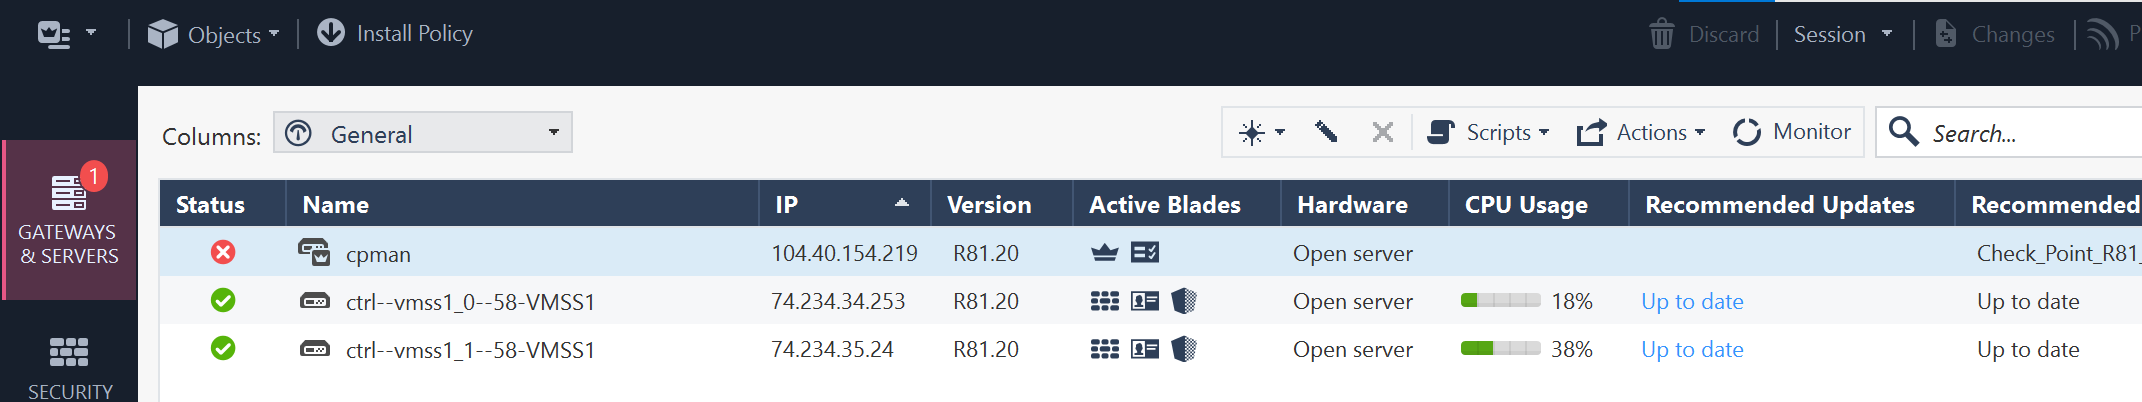 Objects Install Policy Discard Session Changes P
Columns: General Scripts Actions Monitor Search...
1
GATEWAYS
& SERVERS
SECURITY
Status Name IP Version Active Blades Hardware CPU Usage Recommended Updates Recommended
cpman 104.40.154.219 R81.20 Open server Check_Point_R81_
ctrl--vmss1_0--58-VMSS1 74.234.34.253 R81.20 Open server 18% Up to date Up to date
ctrl--vmss1_1--58-VMSS1 74.234.35.24 R81.20 Open server 38% Up to date Up to date